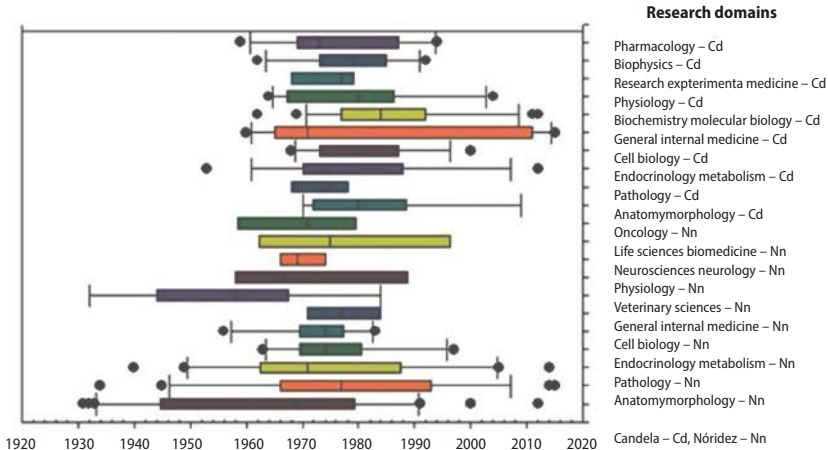 Research domains
Pharmacology – Cd
Biophysics – Cd
Research experimenta medicine – Cd
Physiology – Cd
Biochemistry molecular biology – Cd
General internal medicine – Cd
Cell biology – Cd
Endocrinology metabolism – Cd
Pathology – Cd
Anatomymorphology – Cd
Oncology – Nn
Life sciences biomedicine – Nn
Neurosciences neurology – Nn
Physiology – Nn
Veterinary sciences – Nn
General internal medicine – Nn
Cell biology – Nn
Endocrinology metabolism – Nn
Pathology – Nn
Anatomymorphology – Nn
Candela – Cd, Nóridez – Nn
1920 1930 1940 1950 1960 1970 1980 1990 2000 2010 2020